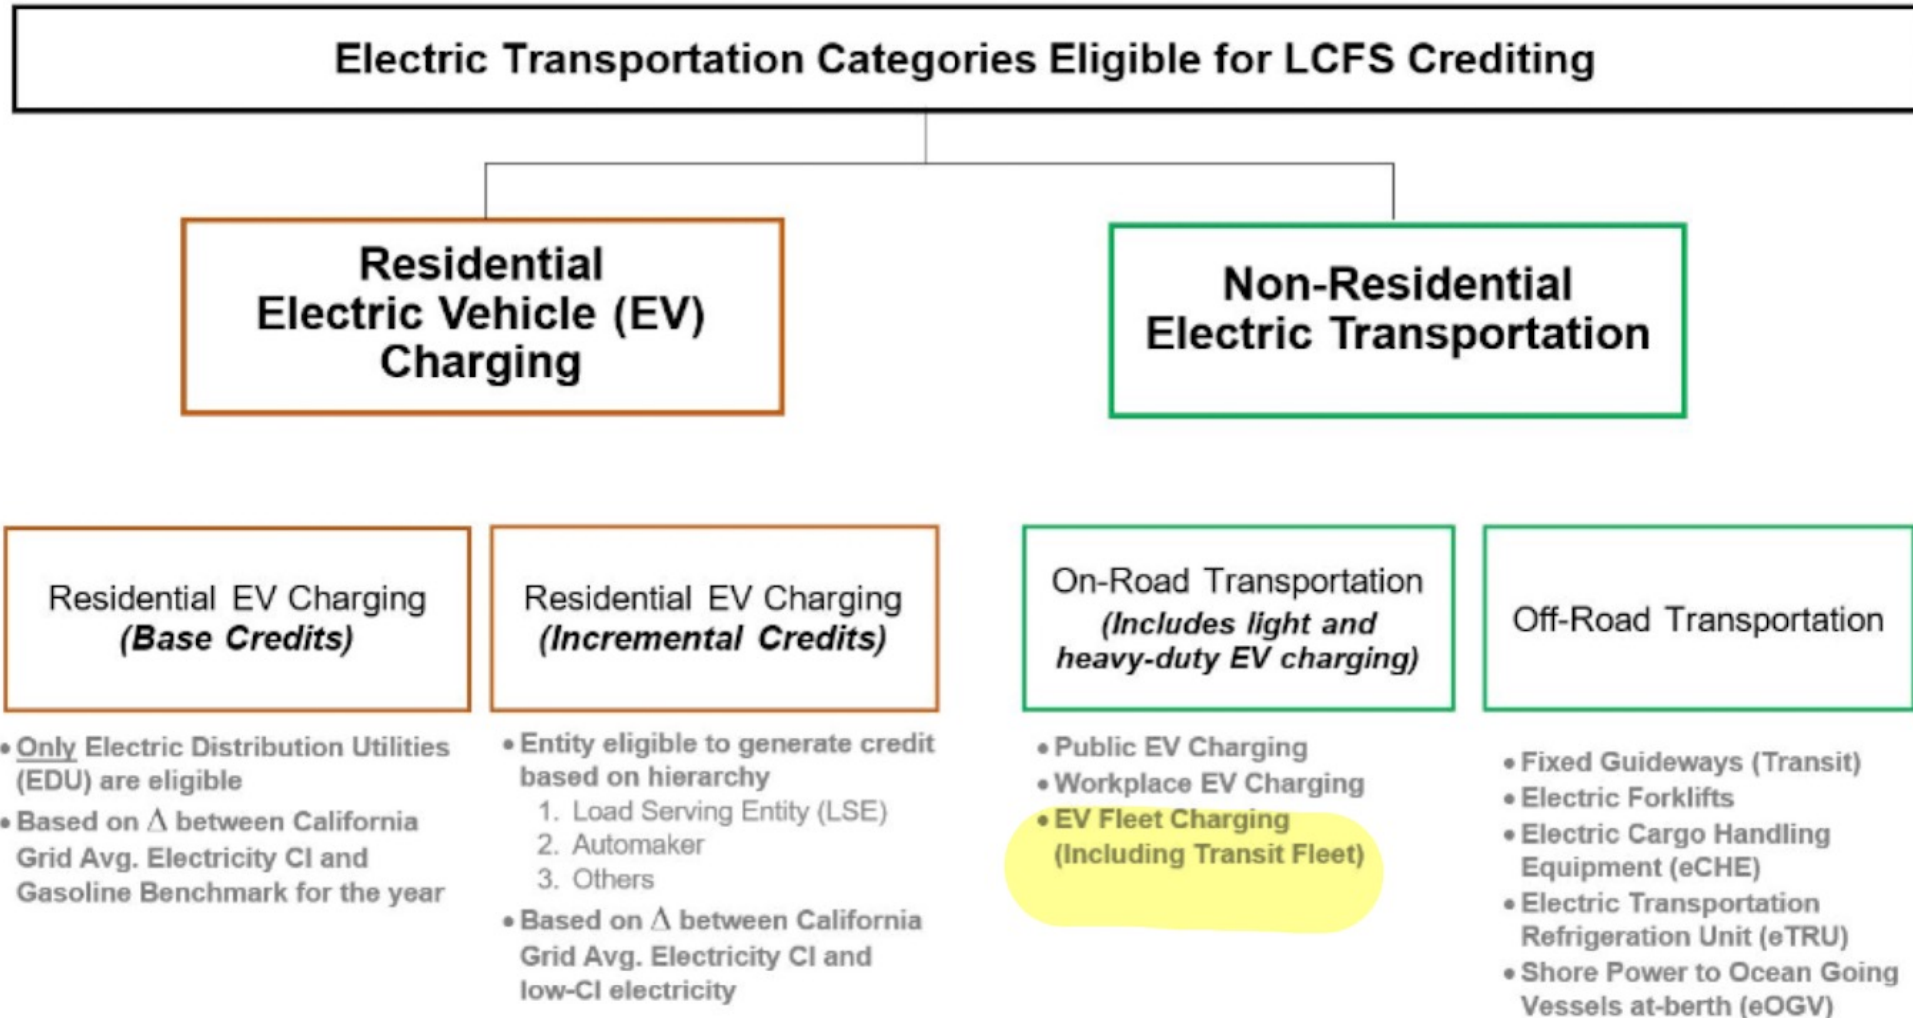 Electric Transportation Categories Eligible for LCFS Crediting
Residential
Electric Vehicle (EV)
Charging
Non-Residential
Electric Transportation
Residential EV Charging
(Base Credits)
• Only Electric Distribution Utilities
(EDU) are eligible
• Based on Δ between California
Grid Avg. Electricity CI and
Gasoline Benchmark for the year
Residential EV Charging
(Incremental Credits)
• Entity eligible to generate credit
based on hierarchy
1. Load Serving Entity (LSE)
2. Automaker
3. Others
• Based on Δ between California
Grid Avg. Electricity CI and
low-CI electricity
On-Road Transportation
(Includes light and
heavy-duty EV charging)
• Public EV Charging
• Workplace EV Charging
• EV Fleet Charging
(Including Transit Fleet)
Off-Road Transportation
• Fixed Guideways (Transit)
• Electric Forklifts
• Electric Cargo Handling
Equipment (eCHE)
• Electric Transportation
Refrigeration Unit (eTRU)
• Shore Power to Ocean Going
Vessels at-berth (eOGV)